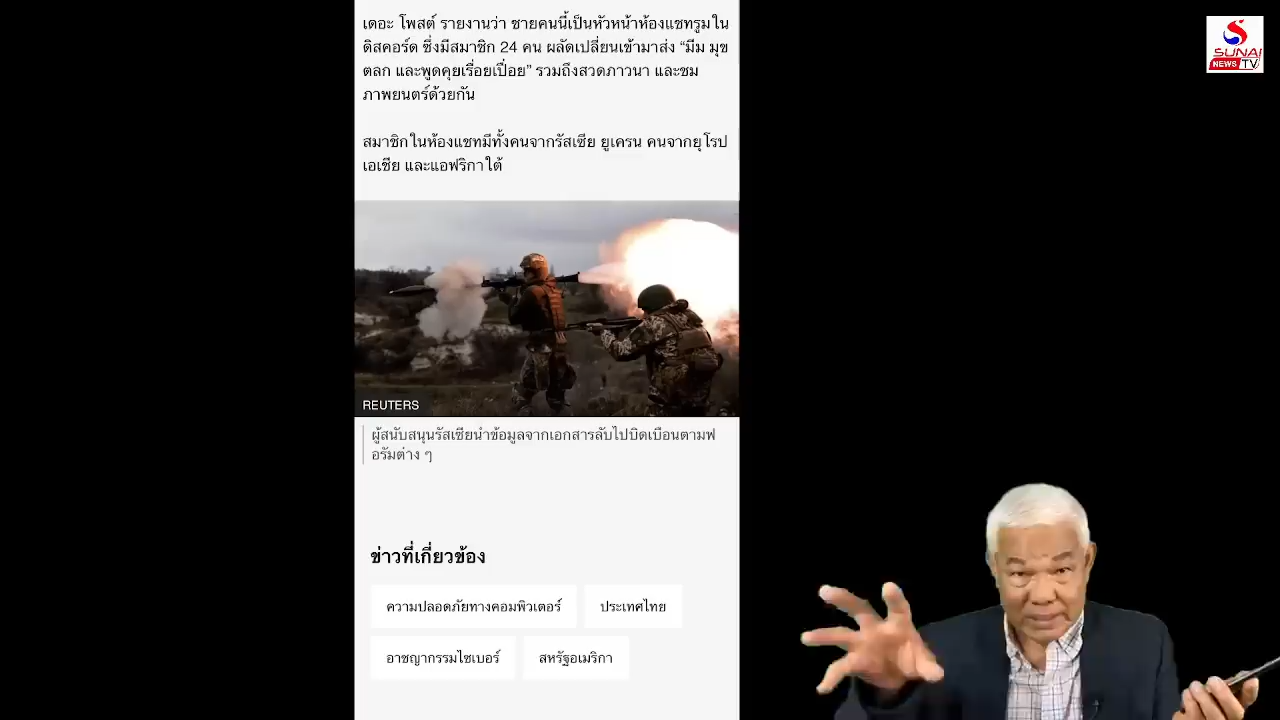 เดอะ โพสต์ รายงานว่า ชายคนนี้เป็นหัวหน้าห้องแชทรูมใน
ดิสคอร์ด ซึ่งมีสมาชิก 24 คน ผลัดเปลี่ยนเข้ามาส่ง “มีม มุข
ตลก และพูดคุยเรื่อยเปื่อย” รวมถึงสวดภาวนา และชม
ภาพยนตร์ด้วยกัน
สมาชิกในห้องแชทมีทั้งคนจากรัสเซีย ยูเครน คนจากยุโรป
เอเชีย และแอฟริกาใต้
REUTERS
ผู้สนับสนุนรัสเซียนำข้อมูลจากเอกสารลับไปบิดเบือนตามฟ
อรัมต่าง ๆ
ข่าวที่เกี่ยวข้อง
ความปลอดภัยทางคอมพิวเตอร์
ประเทศไทย
อาชญากรรมไซเบอร์
สหรัฐอเมริกา
SUNAI
NEWS TV